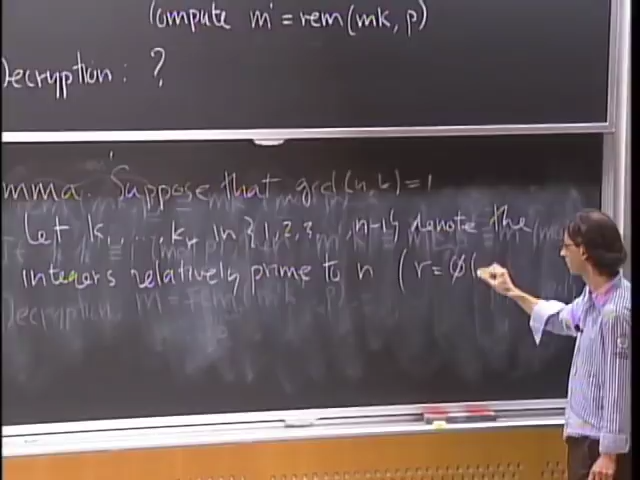 Compute m' = rem(mk, p)
Decryption: ?
mma. Suppose that gcd(n,k)=1
Let k₁,...,kᵣ in {1,2,3,...,n-1} denote the
integers relatively prime to n (r=φ(